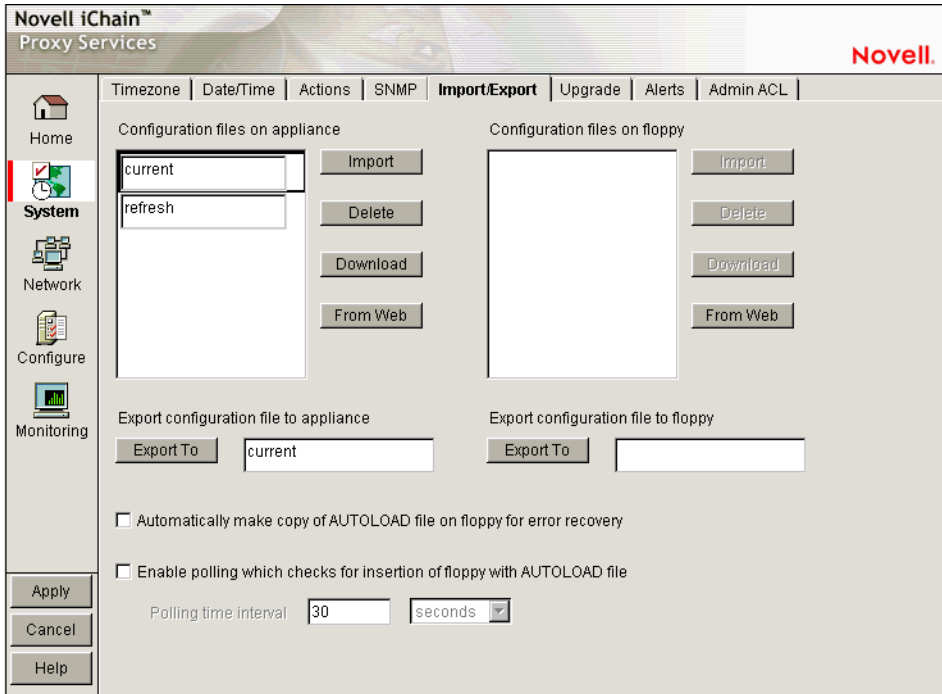 Novell iChain™
Proxy Services
Novell.
Timezone
Date/Time
Actions
SNMP
Import/Export
Upgrade
Alerts
Admin ACL
Home
System
Network
Configure
Monitoring
Configuration files on appliance
current
refresh
Import
Delete
Download
From Web
Configuration files on floppy
Import
Delete
Download
From Web
Export configuration file to appliance
Export To
current
Export configuration file to floppy
Export To
Automatically make copy of AUTOLOAD file on floppy for error recovery
Enable polling which checks for insertion of floppy with AUTOLOAD file
Polling time interval
30
seconds
Apply
Cancel
Help